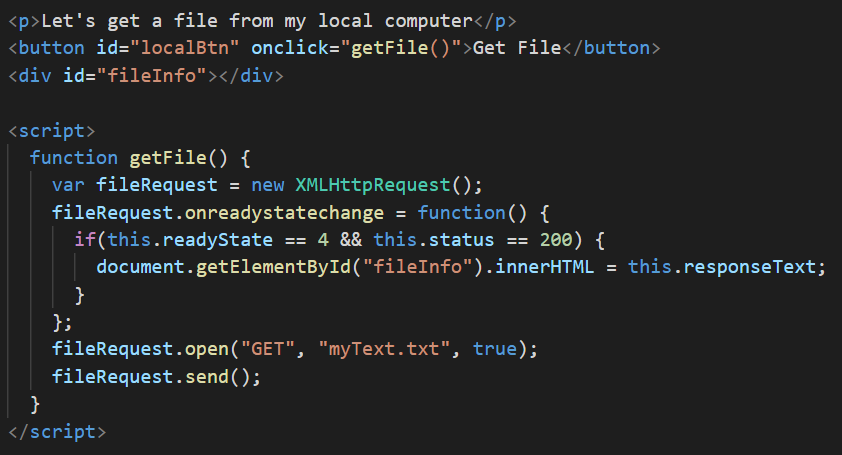 <p>Let's get a file from my local computer</p>
<button id="localBtn" onclick="getFile()">Get File</button>
<div id="fileInfo"></div>

<script>
  function getFile() {
    var fileRequest = new XMLHttpRequest();
    fileRequest.onreadystatechange = function() {
      if(this.readyState == 4 && this.status == 200) {
        document.getElementById("fileInfo").innerHTML = this.responseText;
      }
    };
    fileRequest.open("GET", "myText.txt", true);
    fileRequest.send();
  }
</script>